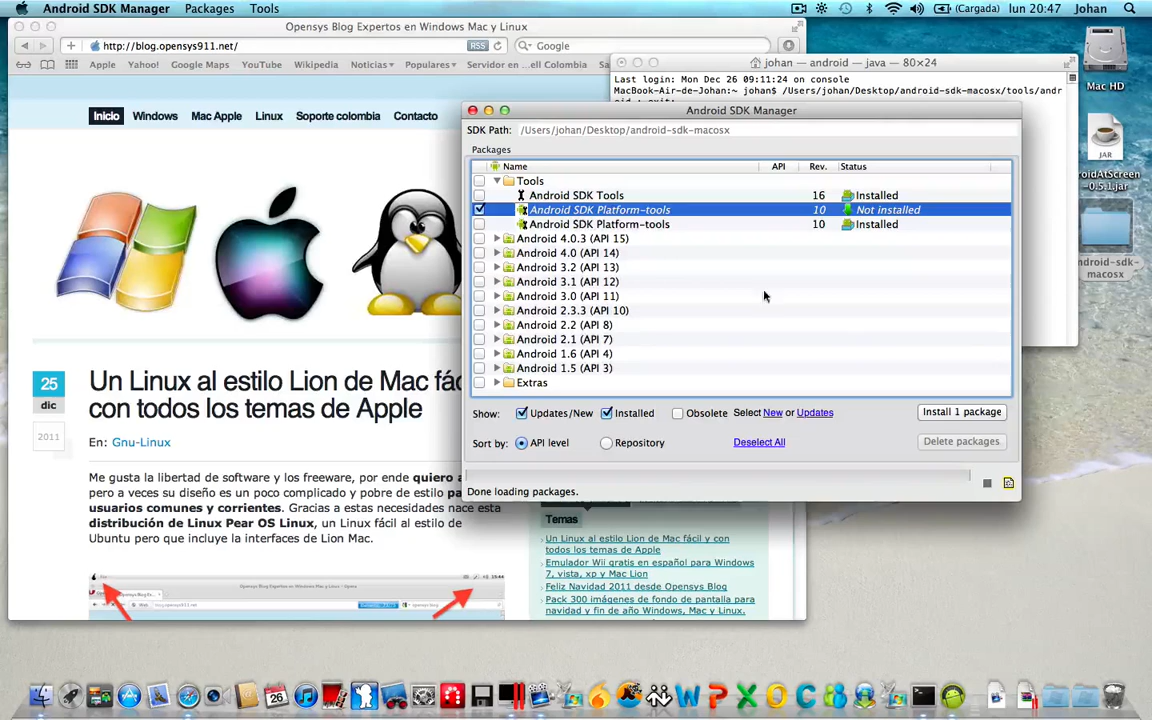 Android SDK Manager Packages Tools (Cargada) lun 20:47 Johan
Opensys Blog Expertos en Windows Mac y Linux
http://blog.opensys911.net/ RSS Google
Apple Yahoo! Google Maps YouTube Wikipedia Noticias Populares Servidor en ...ell Colombia
Inicio Windows Mac Apple Linux Soporte colombia Contacto
25
dic
2011
Un Linux al estilo Lion de Mac fác
con todos los temas de Apple
En: Gnu-Linux
Me gusta la libertad de software y los freeware, por ende quiero a
pero a veces su diseño es un poco complicado y pobre de estilo pa
usuarios comunes y corrientes. Gracias a estas necesidades nace esta
distribución de Linux Pear OS Linux, un Linux fácil al estilo de
Ubuntu pero que incluye la interfaces de Lion Mac.
Temas
Un Linux al estilo Lion de Mac fácil y con
todos los temas de Apple
Emulador Wii gratis en español para Windows
7, vista, xp y Mac Lion
Feliz Navidad 2011 desde Opensys Blog
Pack 300 imágenes de fondo de pantalla para
navidad y fin de año Windows, Mac y Linux.
johan — android — java — 80×24
Last login: Mon Dec 26 09:11:24 on console
MacBook-Air-de-Johan:~ johan$ /Users/johan/Desktop/android-sdk-macosx/tools/andr
Android SDK Manager
SDK Path: /Users/johan/Desktop/android-sdk-macosx
Packages
Name API Rev. Status
Tools
Android SDK Tools 16 Installed
Android SDK Platform-tools 10 Not installed
Android SDK Platform-tools 10 Installed
Android 4.0.3 (API 15)
Android 4.0 (API 14)
Android 3.2 (API 13)
Android 3.1 (API 12)
Android 3.0 (API 11)
Android 2.3.3 (API 10)
Android 2.2 (API 8)
Android 2.1 (API 7)
Android 1.6 (API 4)
Android 1.5 (API 3)
Extras
Show: Updates/New Installed Obsolete Select New or Updates Install 1 package
Sort by: API level Repository Deselect All Delete packages
Done loading packages.
Mac HD
JAR
roidAtScreen
-0.5.1.jar
android-sdk-
macosx